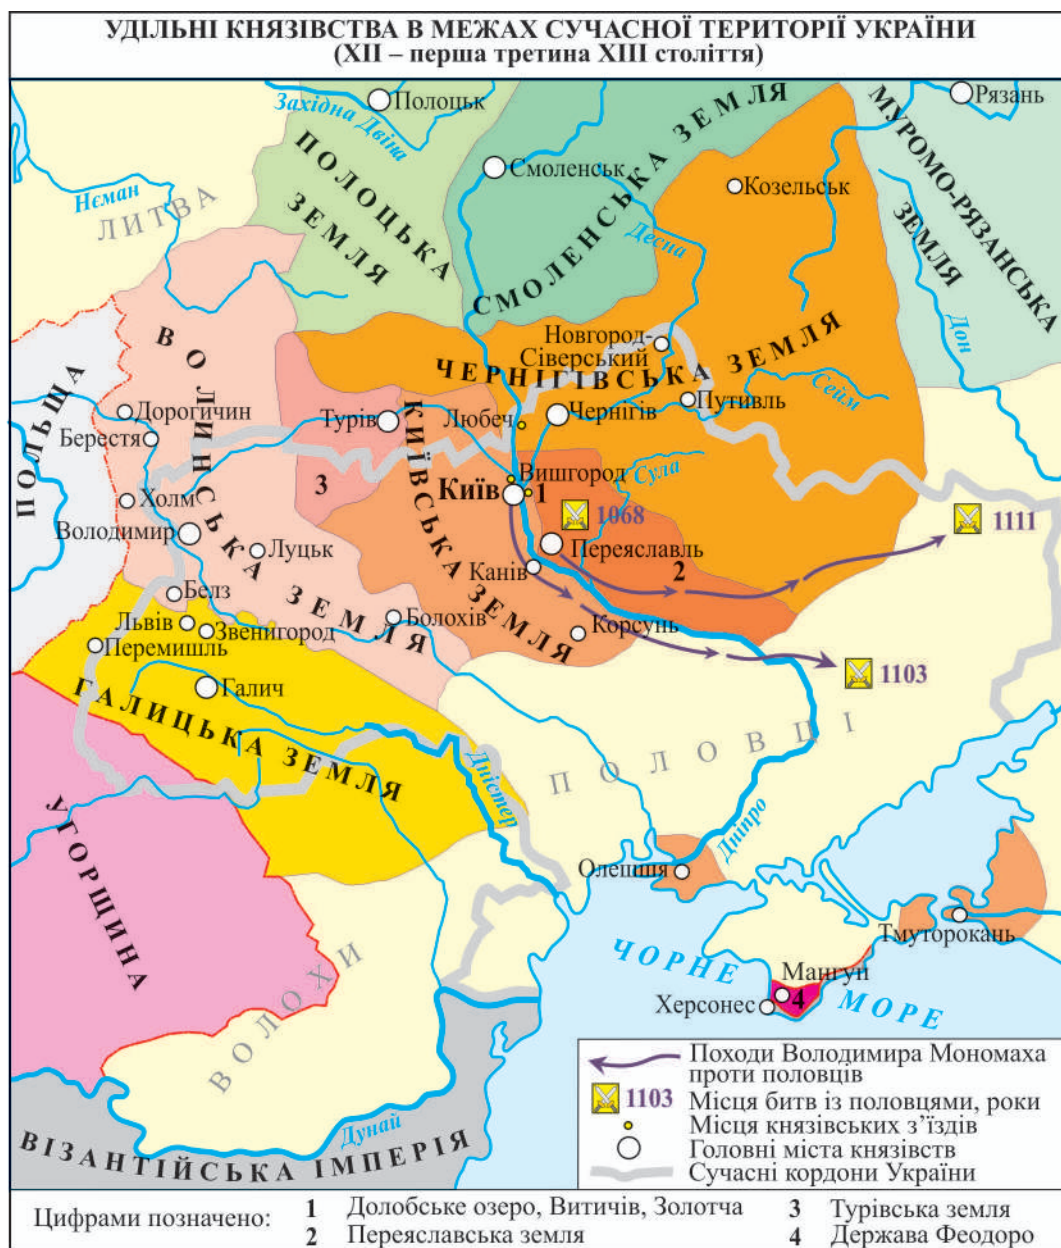 УДІЛЬНІ КНЯЗІВСТВА В МЕЖАХ СУЧАСНОЇ ТЕРИТОРІЇ УКРАЇНИ
(XII – перша третина XIII століття)
Полоцьк
Рязань
Західна Двіна
ПОЛОЦЬКА ЗЕМЛЯ
СМОЛЕНСЬКА ЗЕМЛЯ
МУРОМО-РЯЗАНСЬКА ЗЕМЛЯ
Смоленськ
Козельськ
Нєман
ЛИТВА
Десна
Дон
Новгород-
Сіверський
ЧЕРНІГІВСЬКА ЗЕМЛЯ
Сейм
ПОЛЬЩА
ВОЛИНСЬКА ЗЕМЛЯ
Дорогичин
Берестя
Турів
Любеч
Чернігів
Путивль
КИЇВСЬКА ЗЕМЛЯ
3
Вишгород
Сула
Київ
1
Холм
1068
1111
Володимир
Луцьк
Переяславль
Канів
2
Белз
Львів
Звенигород
Болохів
Корсунь
Перемишль
1103
Галич
ГАЛИЦЬКА ЗЕМЛЯ
ПОЛОВЦІ
Дністер
Дніпро
УГОРЩИНА
Олешшя
Тмуторокань
ВОЛОХИ
ЧОРНЕ МОРЕ
Мангуп
Херсонес
4
Дунай
ВІЗАНТІЙСЬКА ІМПЕРІЯ
Походи Володимира Мономаха
проти половців
1103 Місця битв із половцями, роки
Місця князівських з’їздів
Головні міста князівств
Сучасні кордони України
Цифрами позначено:
1 Долобське озеро, Витичів, Золотча
2 Переяславська земля
3 Турівська земля
4 Держава Феодоро